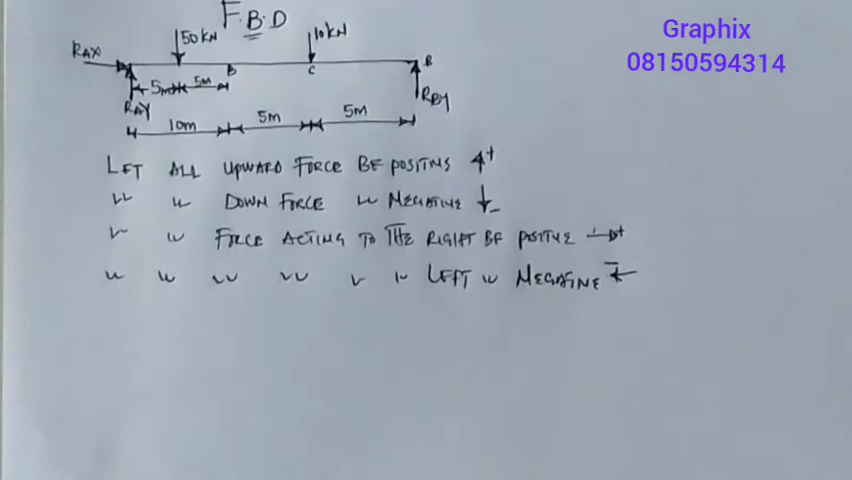 F.B.D
Graphix
08150594314
50KN
10KN
RAX
B
C
B
5m
5m
RAY
RBY
10m
5m
5m
LET ALL UPWARD FORCE BE POSITIVE +
" " DOWN FORCE " NEGATIVE -
" " FORCE ACTING TO THE RIGHT BE POSITIVE +
" " " " " " LEFT " NEGATIVE -